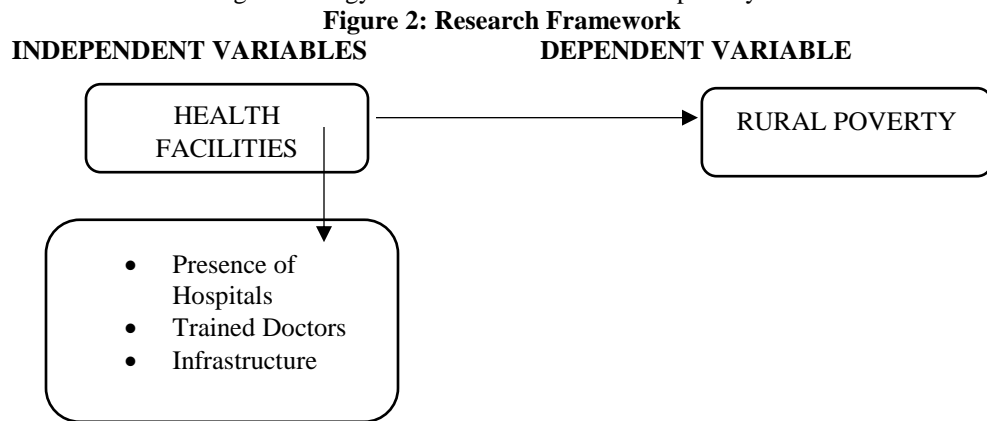 Figure 2: Research Framework
INDEPENDENT VARIABLES DEPENDENT VARIABLE
HEALTH
FACILITIES
RURAL POVERTY
• Presence of
Hospitals
• Trained Doctors
• Infrastructure